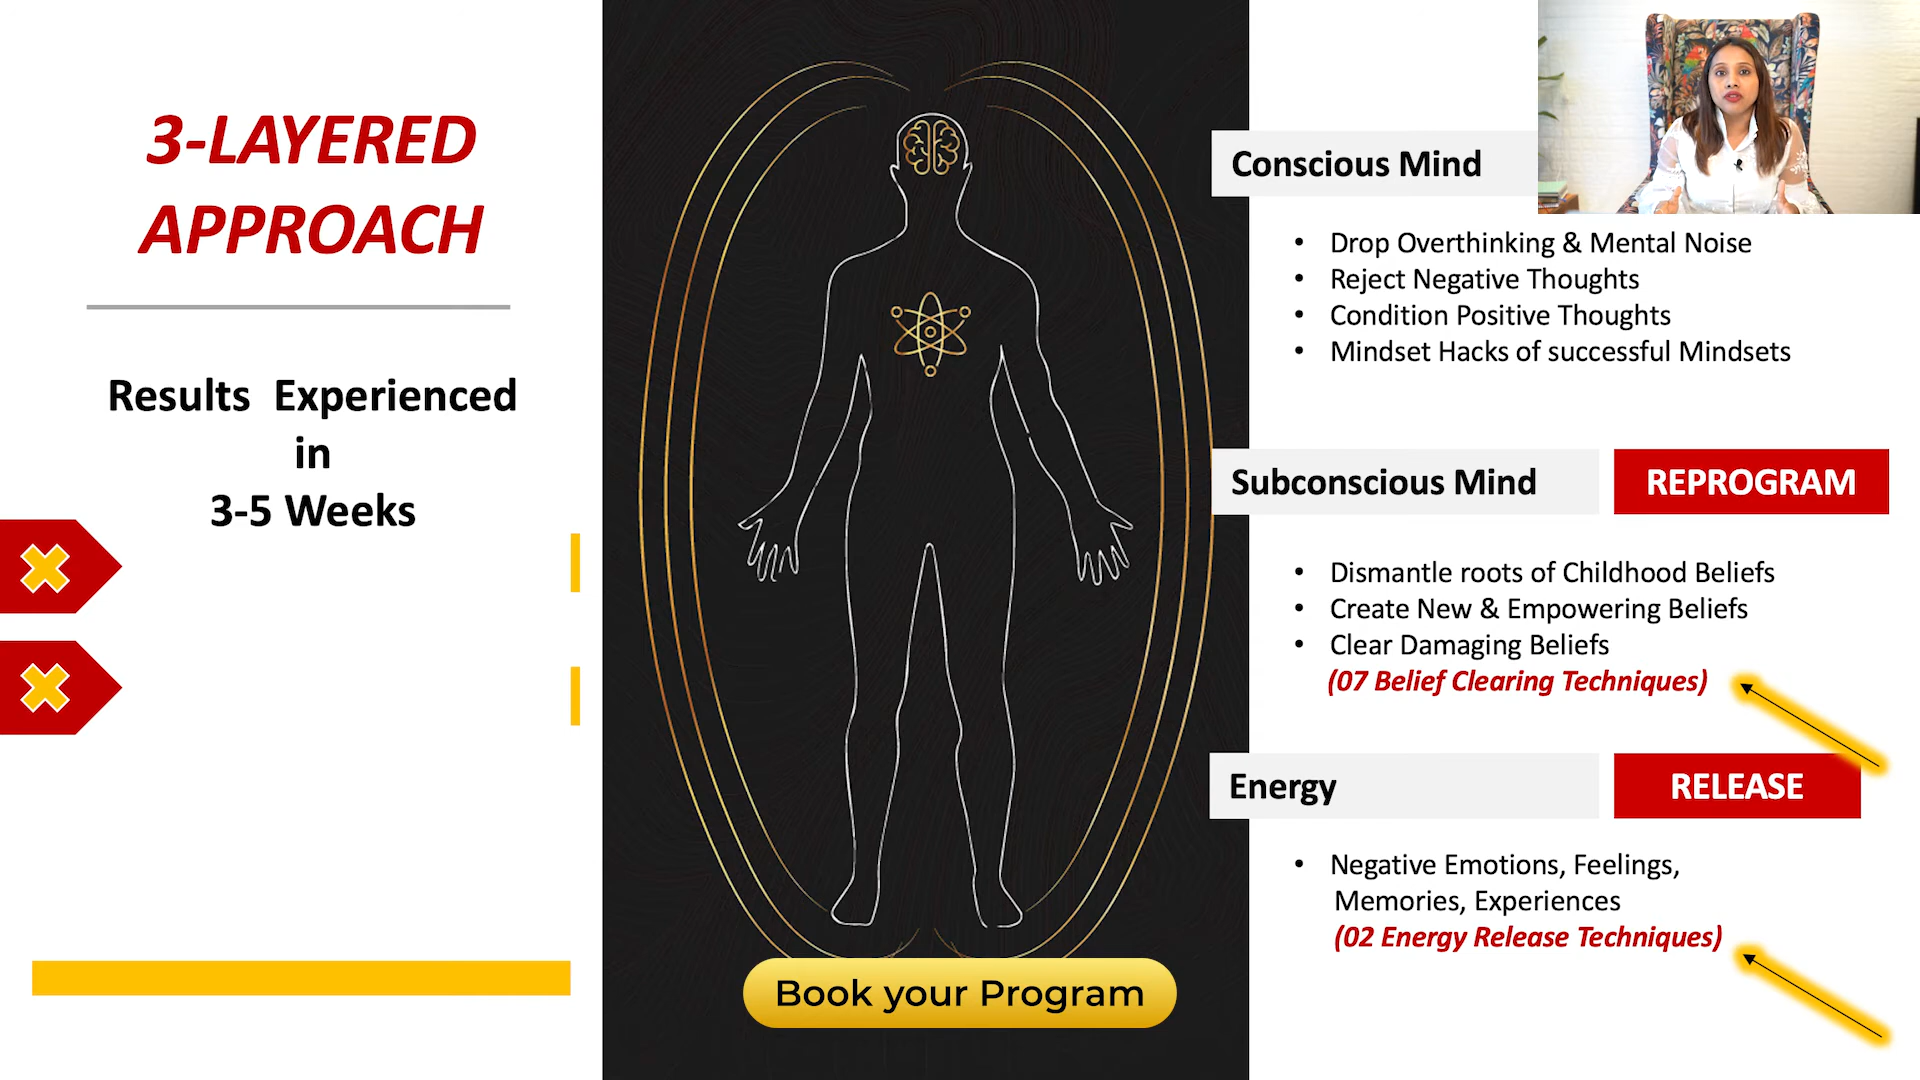 3-LAYERED
APPROACH
Results Experienced
in
3-5 Weeks
Book your Program
Conscious Mind
• Drop Overthinking & Mental Noise
• Reject Negative Thoughts
• Condition Positive Thoughts
• Mindset Hacks of successful Mindsets
Subconscious Mind
REPROGRAM
• Dismantle roots of Childhood Beliefs
• Create New & Empowering Beliefs
• Clear Damaging Beliefs
(07 Belief Clearing Techniques)
Energy
RELEASE
• Negative Emotions, Feelings,
Memories, Experiences
(02 Energy Release Techniques)